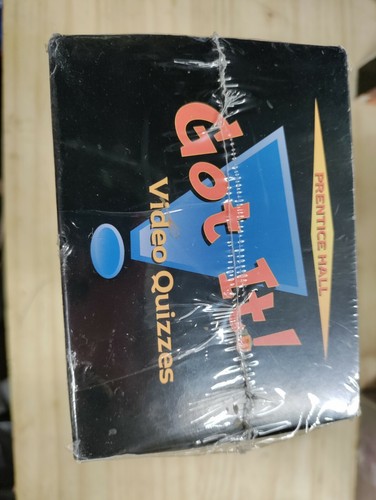 PRENTICE HALL
Got It!
Video Quizzes